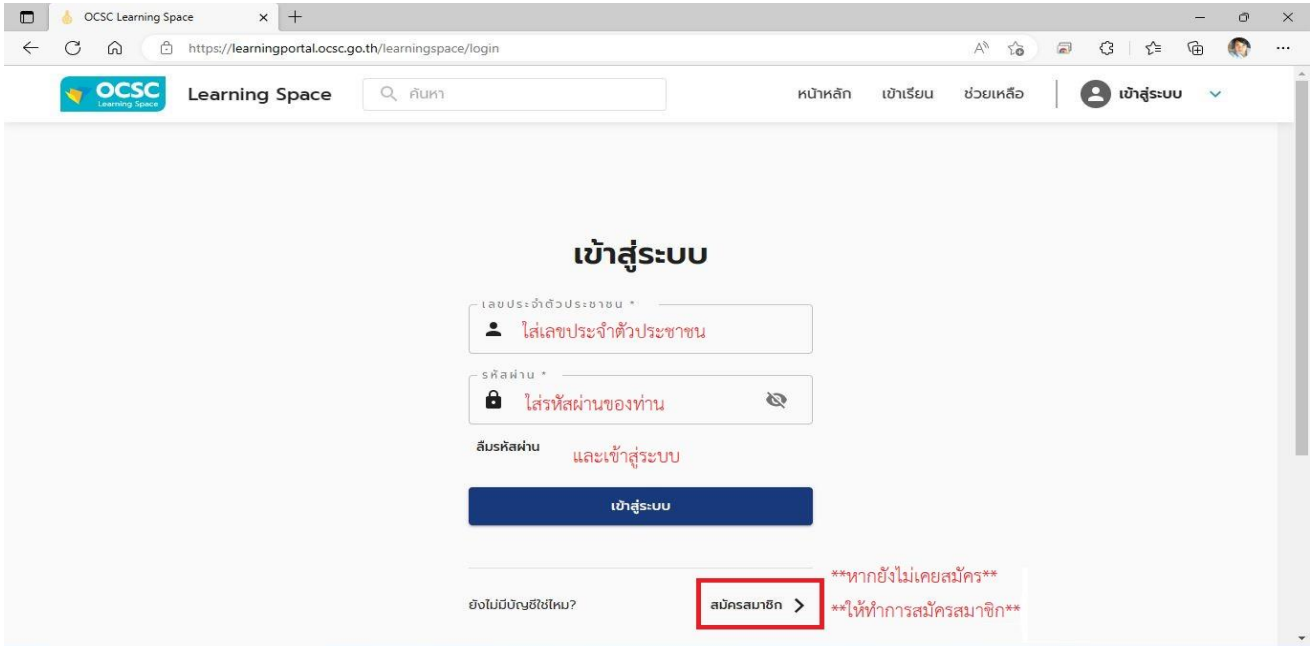 OCSC Learning Space
https://learningportal.ocsc.go.th/learningspace/login
OCSC
Learning Space
Learning Space
ค้นหา
หน้าหลัก
เข้าเรียน
ช่วยเหลือ
เข้าสู่ระบบ
เข้าสู่ระบบ
เลขประจำตัวประชาชน *
ใส่เลขประจำตัวประชาชน
รหัสผ่าน *
ใส่รหัสผ่านของท่าน
ลืมรหัสผ่าน
และเข้าสู่ระบบ
เข้าสู่ระบบ
**หากยังไม่เคยสมัคร**
ยังไม่มีบัญชีใช่ไหม?
สมัครสมาชิก
**ให้ทำการสมัครสมาชิก**